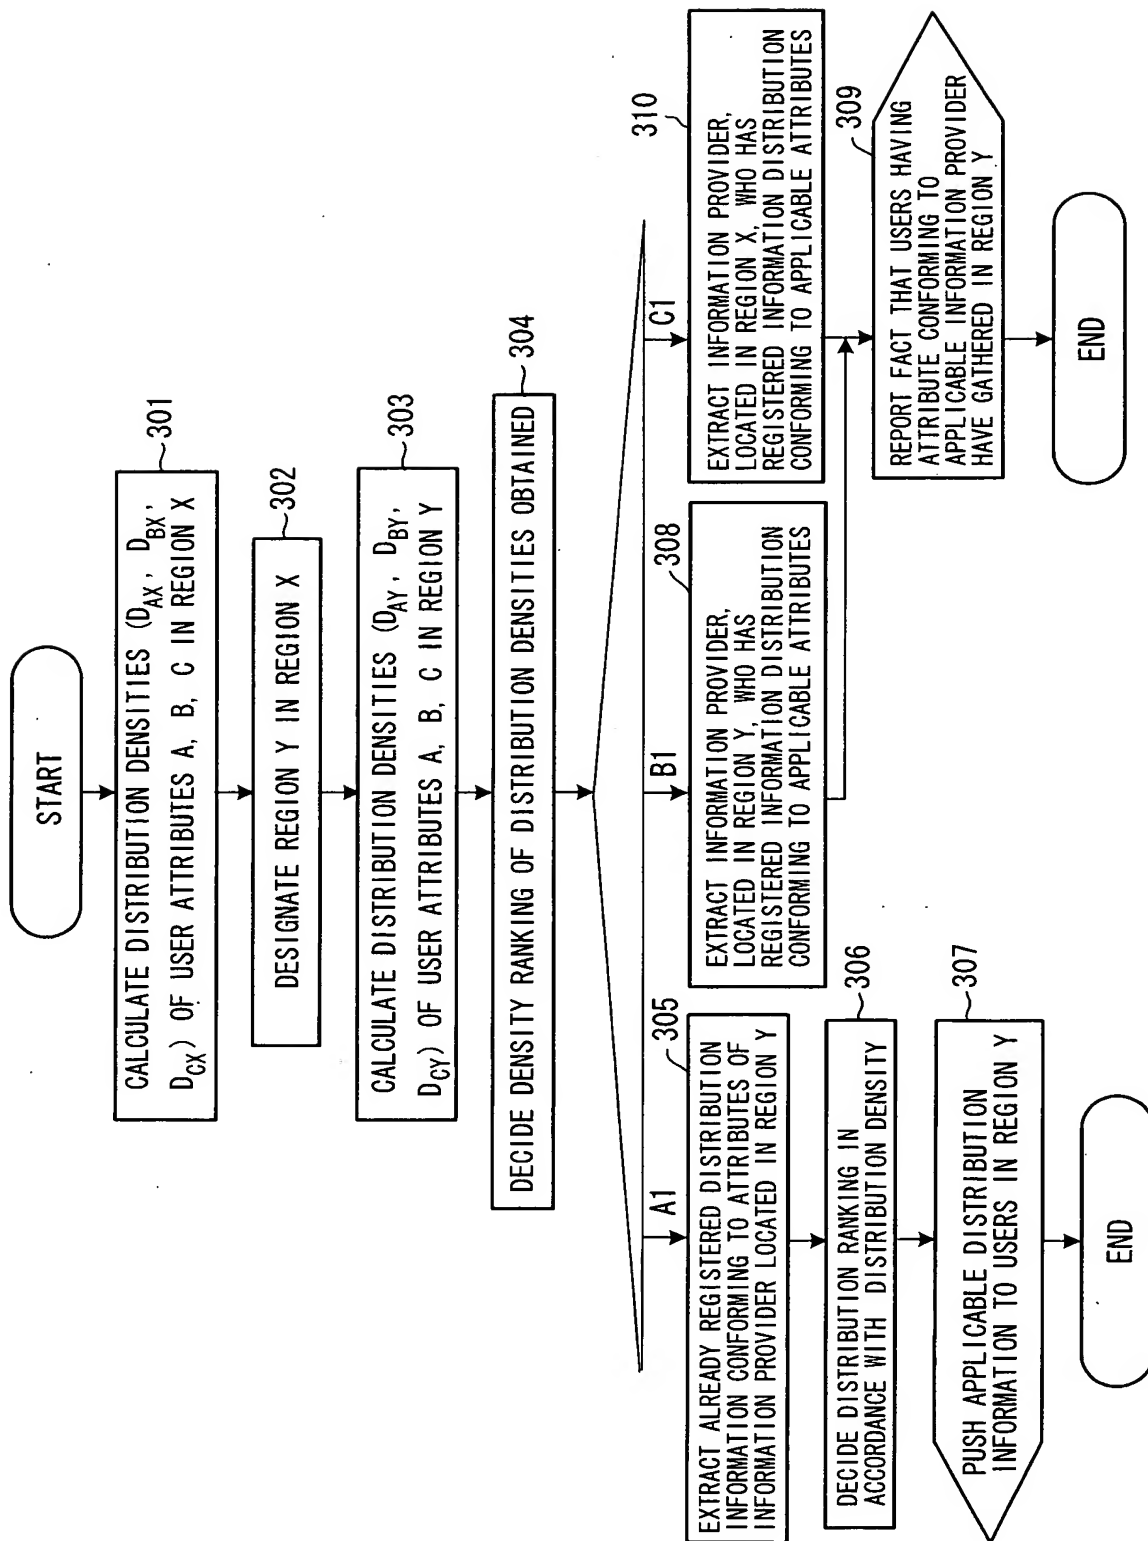 START
301
CALCULATE DISTRIBUTION DENSITIES (DAX, DBX,
DCX) OF USER ATTRIBUTES A, B, C IN REGION X
302
DESIGNATE REGION Y IN REGION X
303
CALCULATE DISTRIBUTION DENSITIES (DAY, DBY,
DCY) OF USER ATTRIBUTES A, B, C IN REGION Y
304
DECIDE DENSITY RANKING OF DISTRIBUTION DENSITIES OBTAINED
A1
305
EXTRACT ALREADY REGISTERED DISTRIBUTION
INFORMATION CONFORMING TO ATTRIBUTES OF
INFORMATION PROVIDER LOCATED IN REGION Y
306
DECIDE DISTRIBUTION RANKING IN
ACCORDANCE WITH DISTRIBUTION DENSITY
307
PUSH APPLICABLE DISTRIBUTION
INFORMATION TO USERS IN REGION Y
END
B1
308
EXTRACT INFORMATION PROVIDER,
LOCATED IN REGION Y, WHO HAS
REGISTERED INFORMATION DISTRIBUTION
CONFORMING TO APPLICABLE ATTRIBUTES
C1
310
EXTRACT INFORMATION PROVIDER,
LOCATED IN REGION X, WHO HAS
REGISTERED INFORMATION DISTRIBUTION
CONFORMING TO APPLICABLE ATTRIBUTES
309
REPORT FACT THAT USERS HAVING
ATTRIBUTE CONFORMING TO
APPLICABLE INFORMATION PROVIDER
HAVE GATHERED IN REGION Y
END